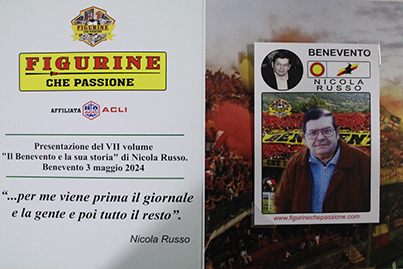 FIGURINE
FIGURINE
CHE PASSIONE
AFFILIATA ACLI
Presentazione del VII volume
"Il Benevento e la sua storia" di Nicola Russo.
Benevento 3 maggio 2024
“...per me viene prima il giornale
e la gente e poi tutto il resto”.
Nicola Russo
BENEVENTO
NICOLA
RUSSO
www.figurinechepassione.com